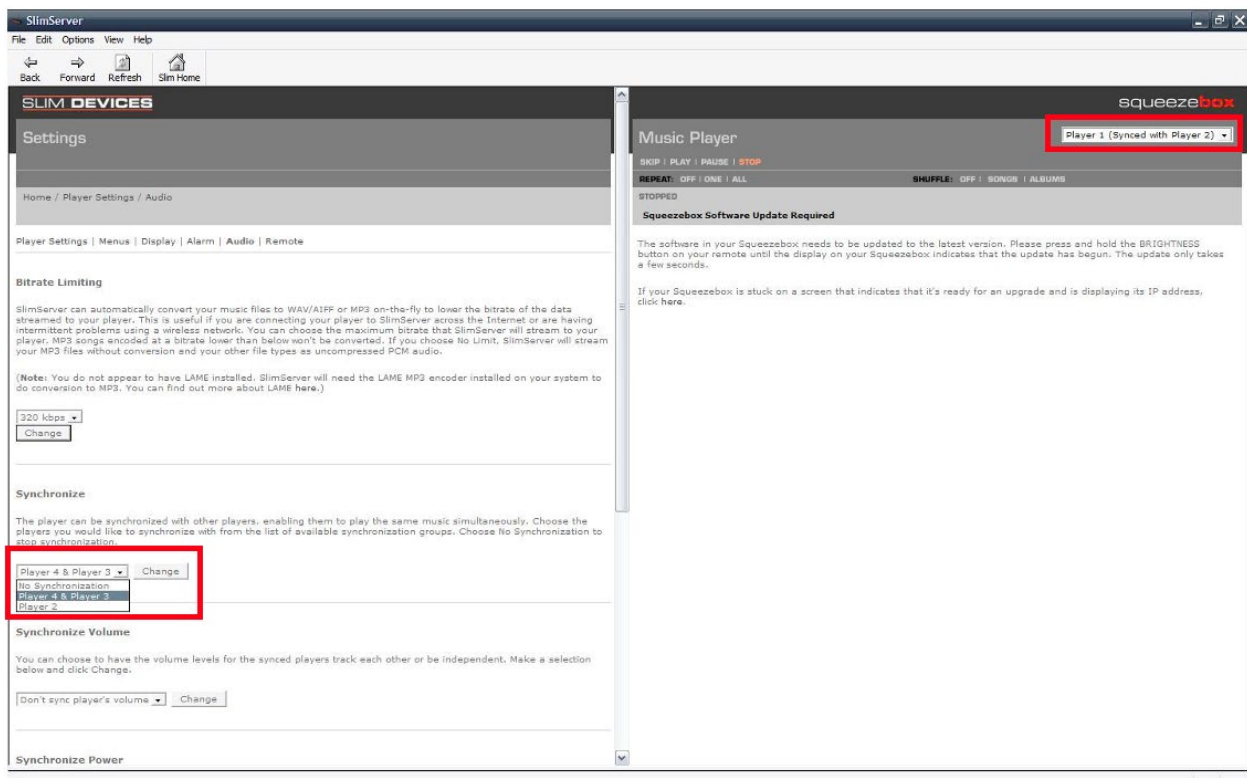 SlimServer
File Edit Options View Help
Back Forward Refresh Slim Home
SLIM DEVICES
Settings
Home / Player Settings / Audio
Player Settings | Menus | Display | Alarm | Audio | Remote
Bitrate Limiting
SlimServer can automatically convert your music files to WAV/AIFF or MP3 on-the-fly to lower the bitrate of the data
streamed to your player. This is useful if you are connecting your player to SlimServer across the Internet or are having
intermittent problems using a wireless network. You can choose the maximum bitrate that SlimServer will stream to your
player. MP3 songs encoded at a bitrate lower than below won't be converted. If you choose No Limit, SlimServer will stream
your MP3 files without conversion and your other file types as uncompressed PCM audio.
(Note: You do not appear to have LAME installed. SlimServer will need the LAME MP3 encoder installed on your system to
do conversion to MP3. You can find out more about LAME here.)
320 kbps
Change
Synchronize
The player can be synchronized with other players, enabling them to play the same music simultaneously. Choose the
players you would like to synchronize with from the list of available synchronization groups. Choose No Synchronization to
stop synchronization.
Player 4 & Player 3 Change
No Synchronization
Player 4 & Player 3
Player 2
Synchronize Volume
You can choose to have the volume levels for the synced players track each other or be independent. Make a selection
below and click Change.
Don't sync player's volume Change
Synchronize Power
squeezebox
Music Player
Player 1 (Synced with Player 2)
SKIP | PLAY | PAUSE | STOP
REPEAT: OFF | ONE | ALL SHUFFLE: OFF | SONGS | ALBUMS
STOPPED
Squeezebox Software Update Required
The software in your Squeezebox needs to be updated to the latest version. Please press and hold the BRIGHTNESS
button on your remote until the display on your Squeezebox indicates that the update has begun. The update only takes
a few seconds.
If your Squeezebox is stuck on a screen that indicates that it's ready for an upgrade and is displaying its IP address,
click here.